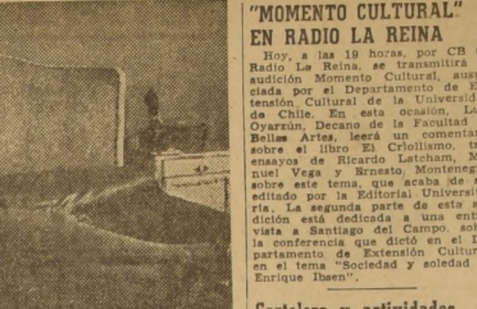 "MOMENTO CULTURAL"
EN RADIO LA REINA
Hoy, a las 19 horas, por CB
Radio La Reina, se transmitirá
audición Momento Cultural, aus
ciada por el Departamento de E
tensión Cultural de la Universid
de Chile. En esta ocasión, Lu
Oyarzún, Decano de la Facultad
Bellas Artes, leerá un comentar
sobre el libro El Criollismo, tr
ensayos de Ricardo Latcham, M
nuel Vega y Ernesto Montenegr
sobre este tema, que acaba de s
editado por la Editorial Universit
ria. La segunda parte de esta a
dición está dedicada a una entr
vista a Santiago del Campo, sob
la conferencia que dictó en el D
partamento de Extensión Cultur
en el tema "Sociedad y soledad
Enrique Ibsen".